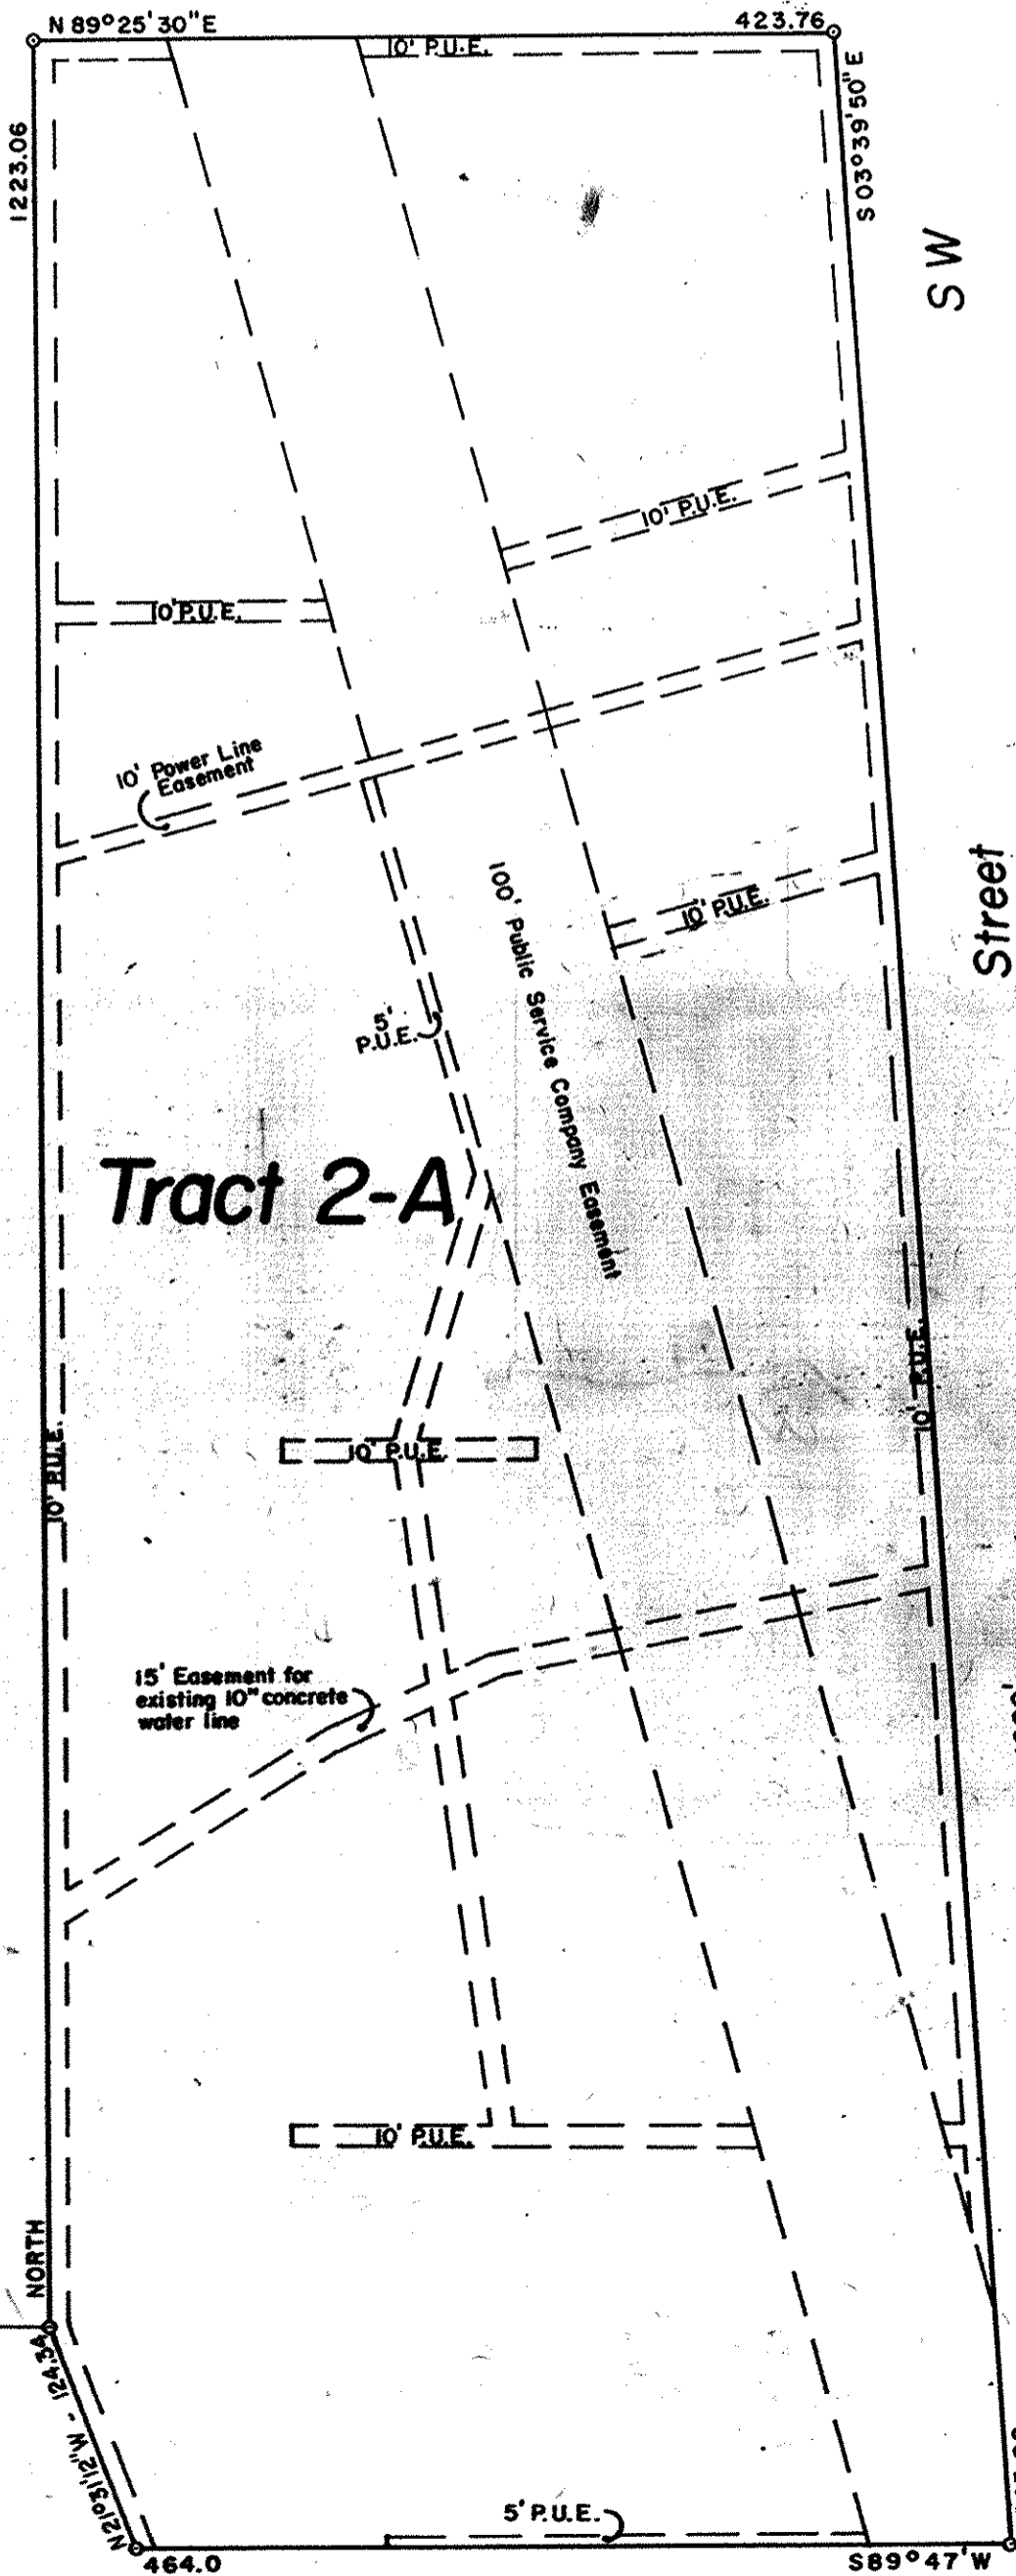 N 89°25'30"E
423.76
10' P.U.E.
1223.06
S 03°39'50"E
SW
10' P.U.E.
10' P.U.E.
10' Power Line
Easement
Street
10' P.U.E.
100' Public Service Company Easement
5'
P.U.E.
Tract 2-A
10' P.U.E.
10' P.U.E.
10' P.U.E.
15' Easement for
existing 10" concrete
water line
10' P.U.E.
NORTH
N21°31'12"W - 124.34
5' P.U.E.
464.0
S89°47'W